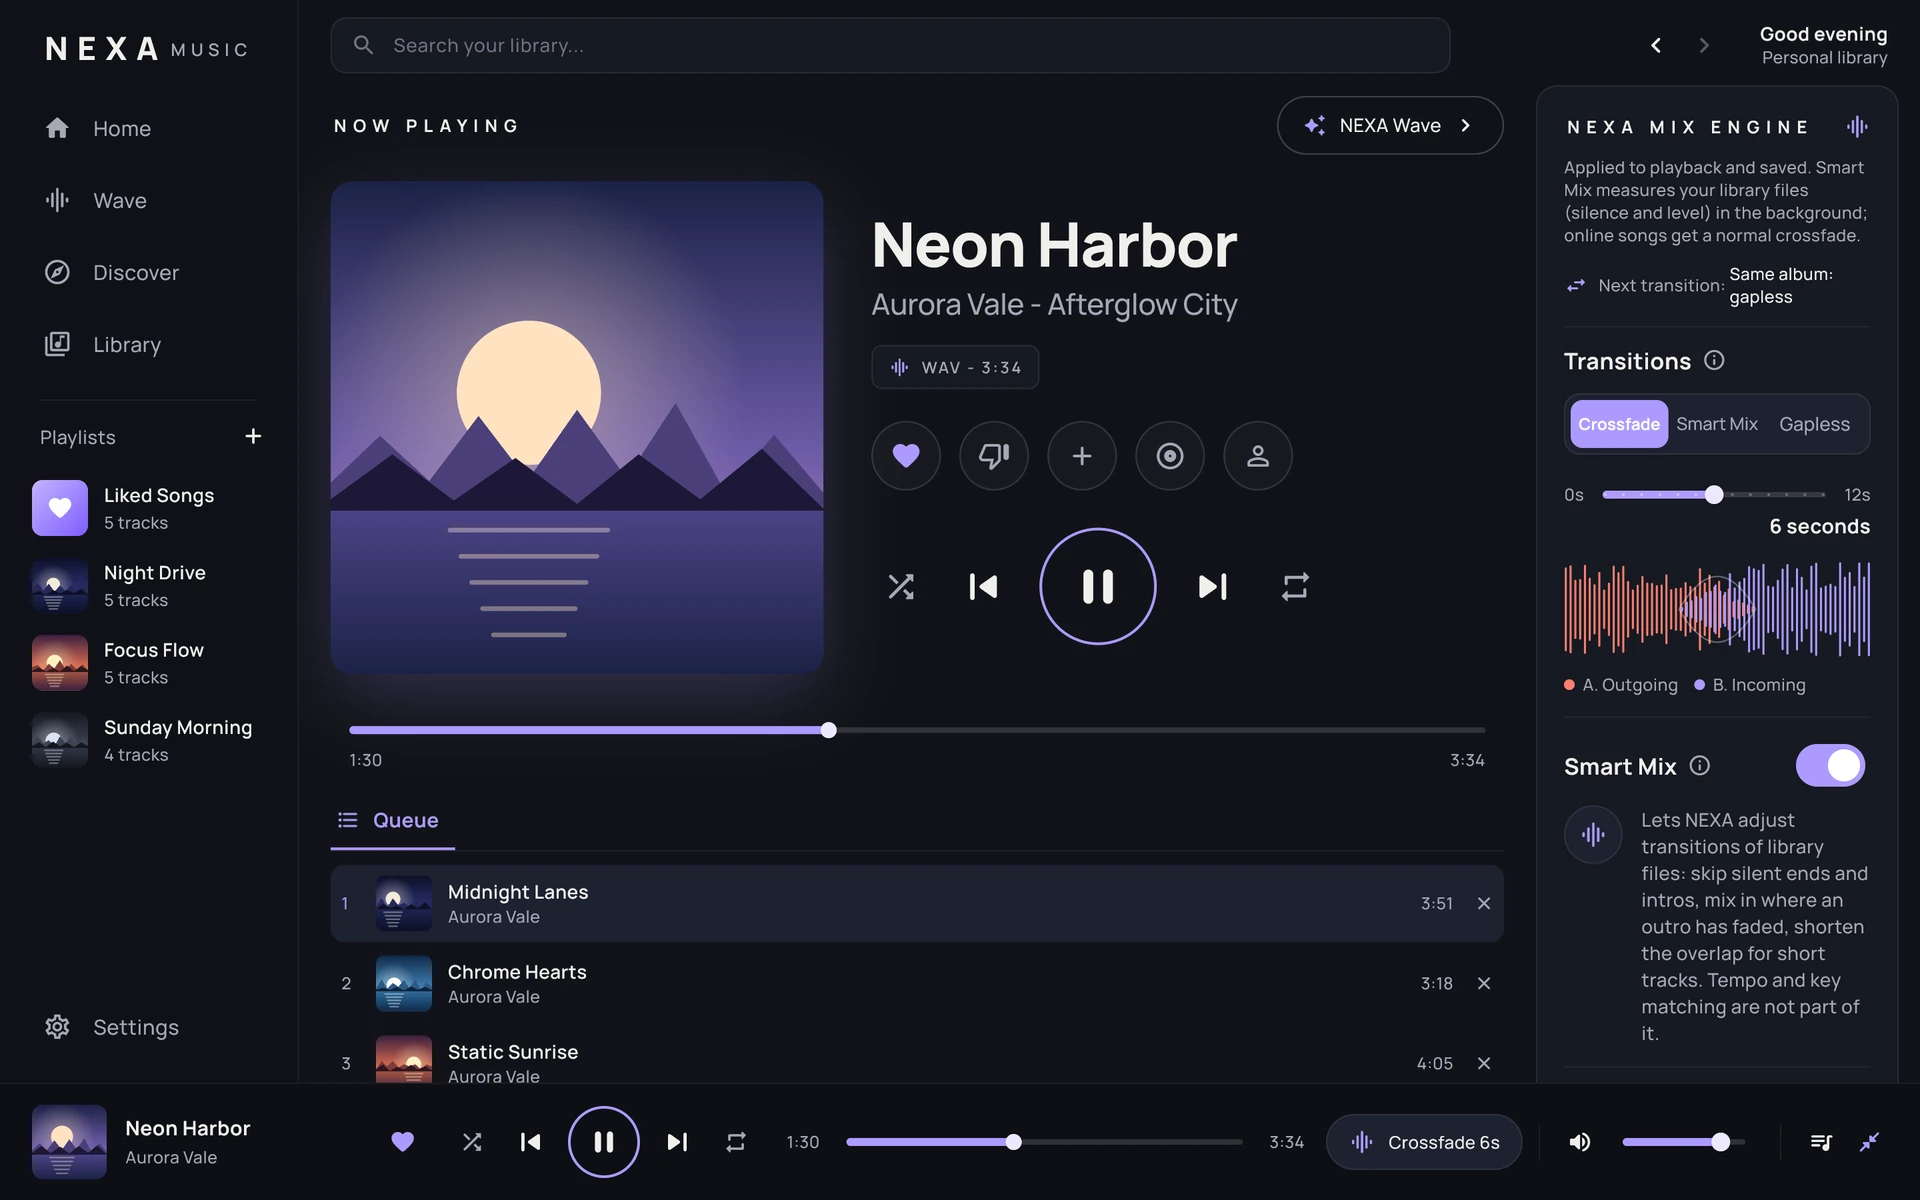 NEXA MUSIC
Home
Wave
Discover
Library
Playlists
Liked Songs
5 tracks
Night Drive
5 tracks
Focus Flow
5 tracks
Sunday Morning
4 tracks
Settings
Search your library...
Good evening
Personal library
NOW PLAYING
NEXA Wave
Neon Harbor
Aurora Vale - Afterglow City
WAV - 3:34
1:30
3:34
Queue
1
Midnight Lanes
Aurora Vale
3:51
2
Chrome Hearts
Aurora Vale
3:18
3
Static Sunrise
Aurora Vale
4:05
NEXA MIX ENGINE
Applied to playback and saved. Smart
Mix measures your library files
(silence and level) in the background;
online songs get a normal crossfade.
Next transition: Same album:
gapless
Transitions
Crossfade Smart Mix Gapless
0s
12s
6 seconds
A. Outgoing
B. Incoming
Smart Mix
Lets NEXA adjust
transitions of library
files: skip silent ends and
intros, mix in where an
outro has faded, shorten
the overlap for short
tracks. Tempo and key
matching are not part of
it.
Neon Harbor
Aurora Vale
1:30
3:34
Crossfade 6s